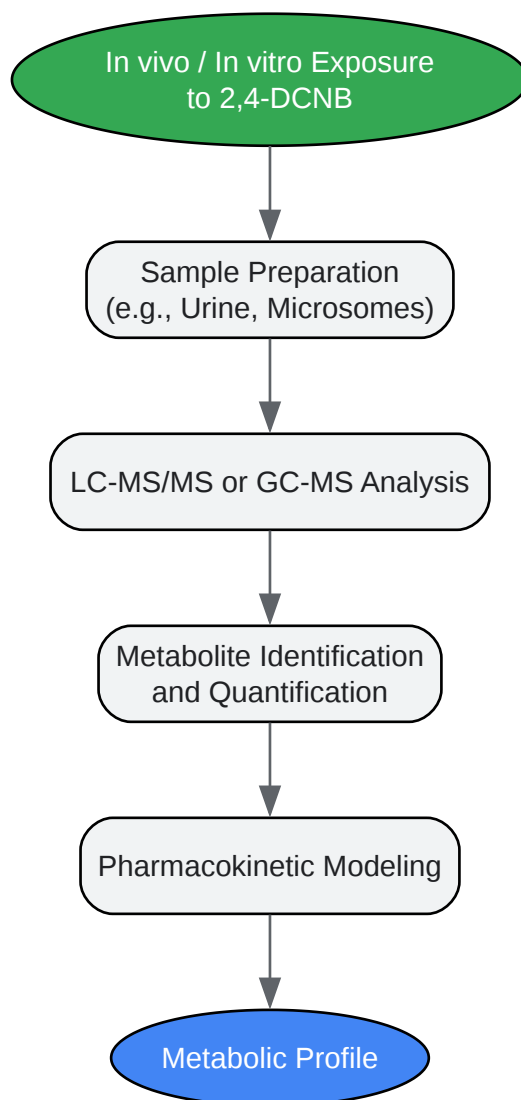 In vivo / In vitro Exposure
to 2,4-DCNB
Sample Preparation
(e.g., Urine, Microsomes)
LC-MS/MS or GC-MS Analysis
Metabolite Identification
and Quantification
Pharmacokinetic Modeling
Metabolic Profile